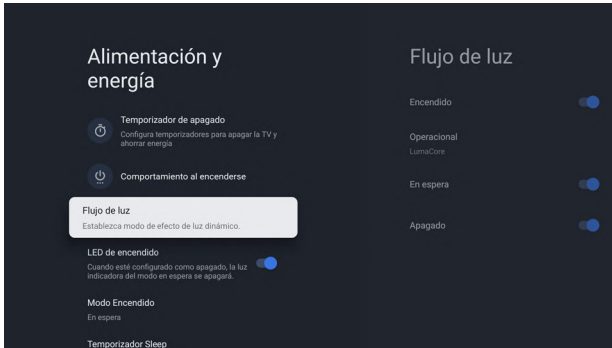 Alimentación y
energía
Temporizador de apagado
Configura temporizadores para apagar la TV y
ahorrar energía
Comportamiento al encenderse
Flujo de luz
Establezca modo de efecto de luz dinámico.
LED de encendido
Cuando esté configurado como apagado, la luz
indicadora del modo en espera se apagará.
Modo Encendido
En espera
Temporizador Sleep
Flujo de luz
Encendido
Operacional
LumaCore
En espera
Apagado